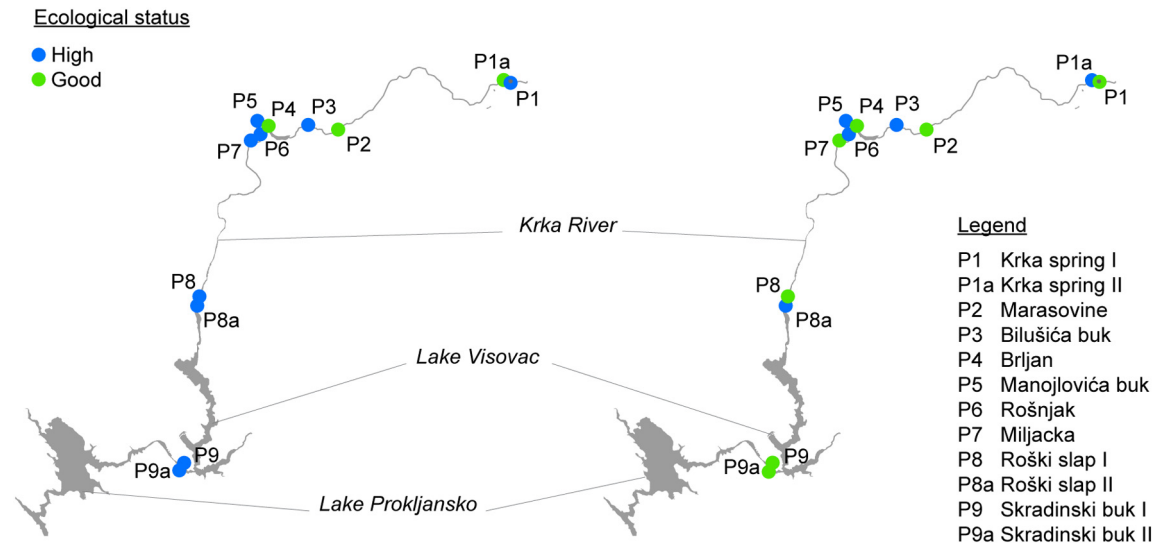 Ecological status
High
Good
P1a
P1
P5
P4
P3
P2
P7
P6
P8
P8a
P9
P9a
P1a
P1
P5
P4
P3
P2
P7
P6
P8
P8a
P9
P9a
Krka River
Lake Visovac
Lake Prokljansko
Legend
P1 Krka spring I
P1a Krka spring II
P2 Marasovine
P3 Bilušića buk
P4 Brljan
P5 Manojlovića buk
P6 Rošnjak
P7 Miljacka
P8 Roški slap I
P8a Roški slap II
P9 Skradinski buk I
P9a Skradinski buk II